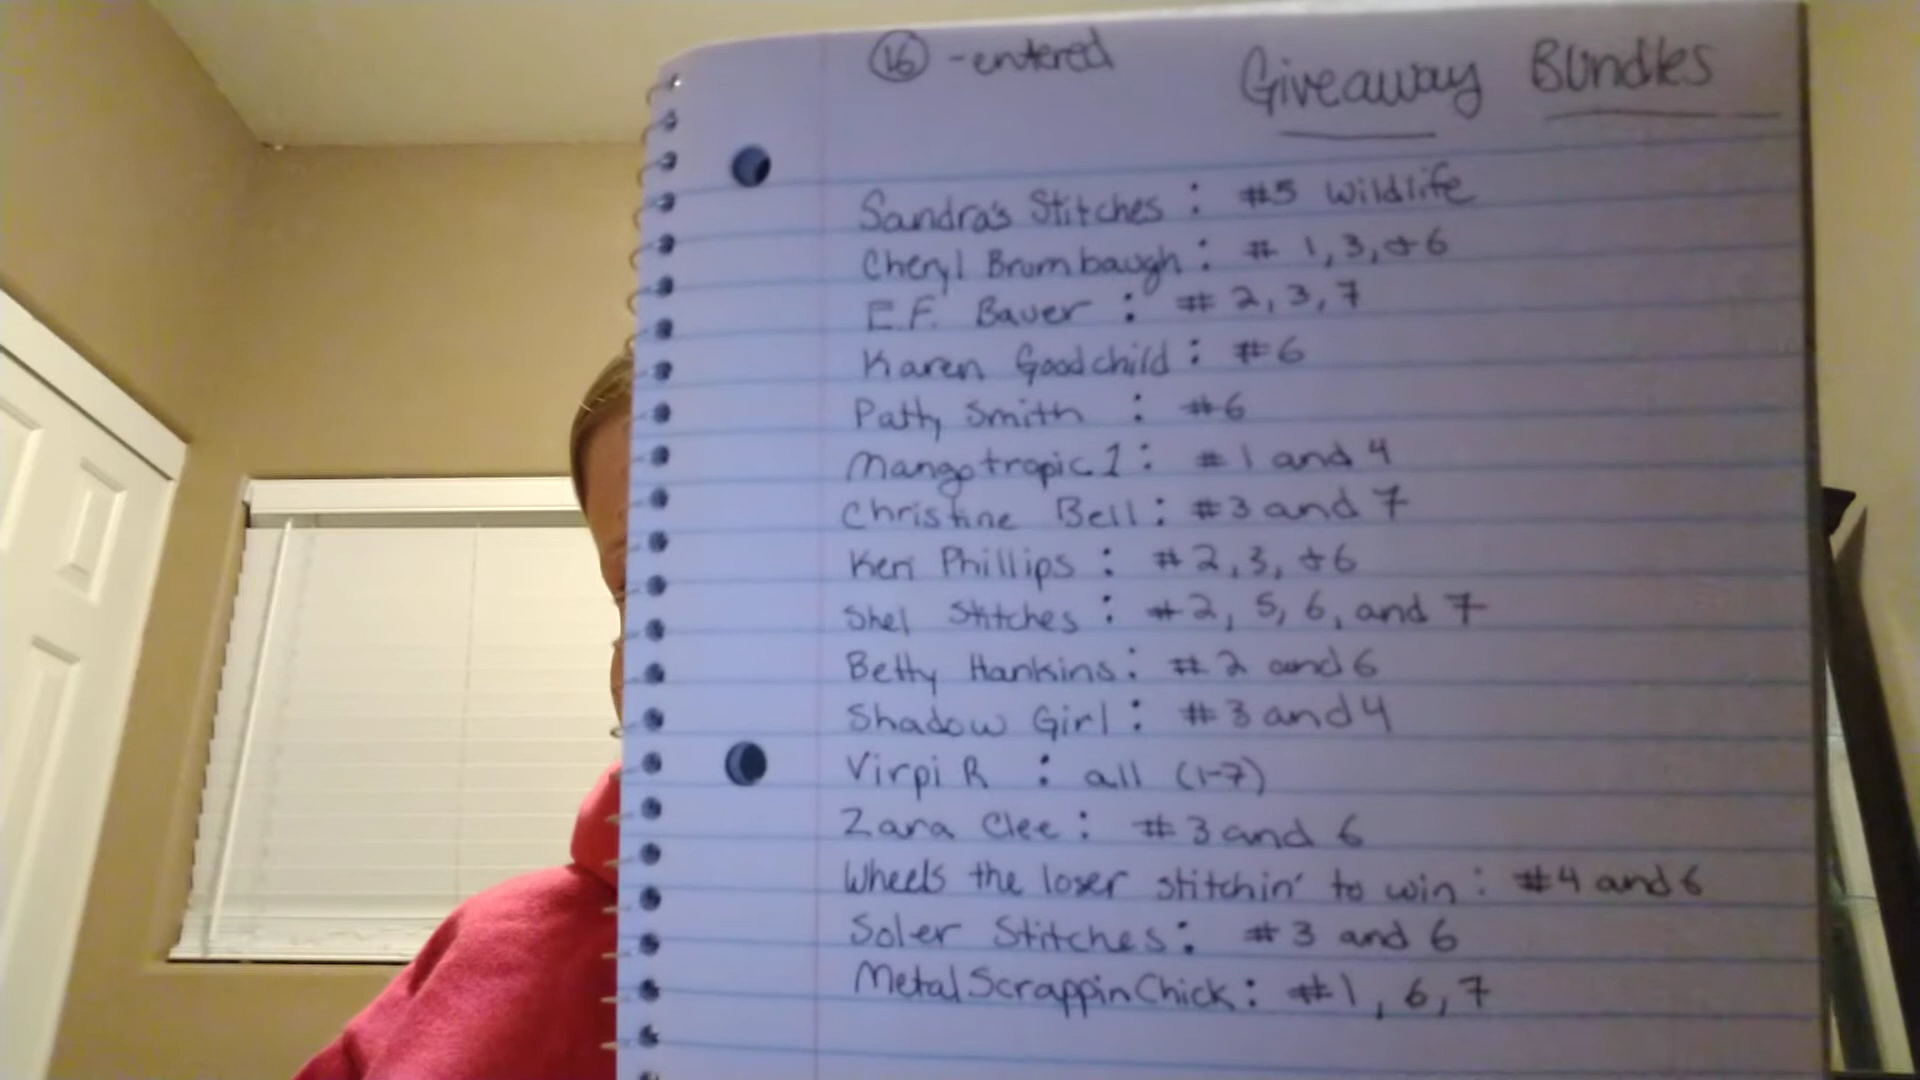 16 -entered Giveaway Bundles
Sandra's Stitches : #5 Wildlife
Cheryl Brumbaugh : # 1, 3, & 6
E.F. Bauer : # 2, 3, 7
Karen Goodchild : #6
Patty Smith : #6
Mangotropic1 : #1 and 4
Christine Bell : #3 and 7
Keri Phillips : #2, 3, & 6
Shel Stitches : #2, 5, 6, and 7
Betty Hankins : #2 and 6
Shadow Girl : #3 and 4
Virpi R : all (1-7)
Zara Clee : #3 and 6
Wheels the loser stitchin' to win : #4 and 6
Soler Stitches : #3 and 6
MetalScrappinChick : #1, 6, 7